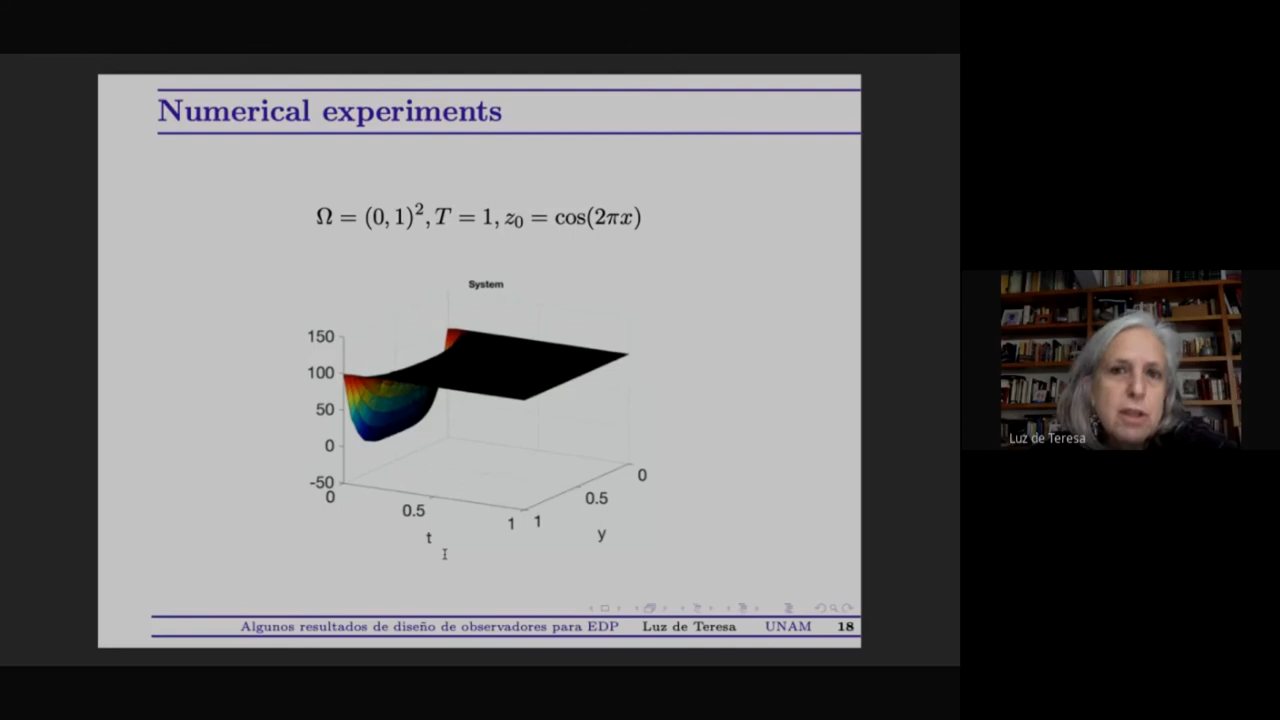 Numerical experiments
Ω = (0, 1)², T = 1, z₀ = cos(2πx)
System
150
100
50
0
-50
0
0.5
1
1
0.5
0
t
y
Algunos resultados de diseño de observadores para EDP Luz de Teresa UNAM 18
Luz de Teresa